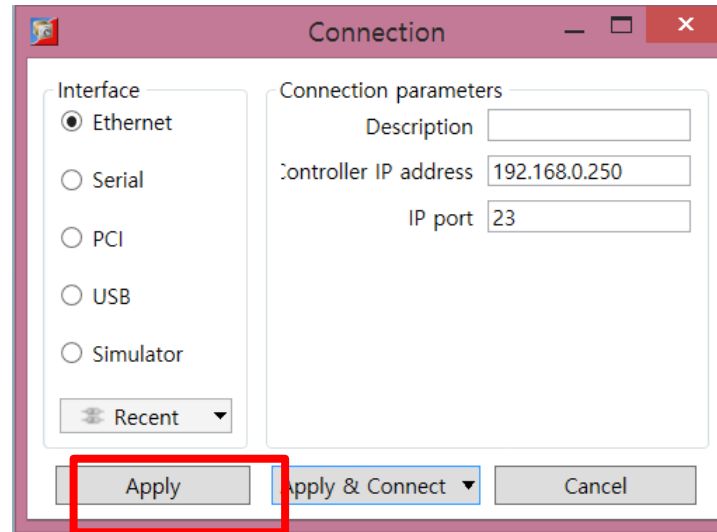 Connection
Interface
Ethernet
Serial
PCI
USB
Simulator
Recent
Connection parameters
Description
Controller IP address 192.168.0.250
IP port 23
Apply
Apply & Connect
Cancel